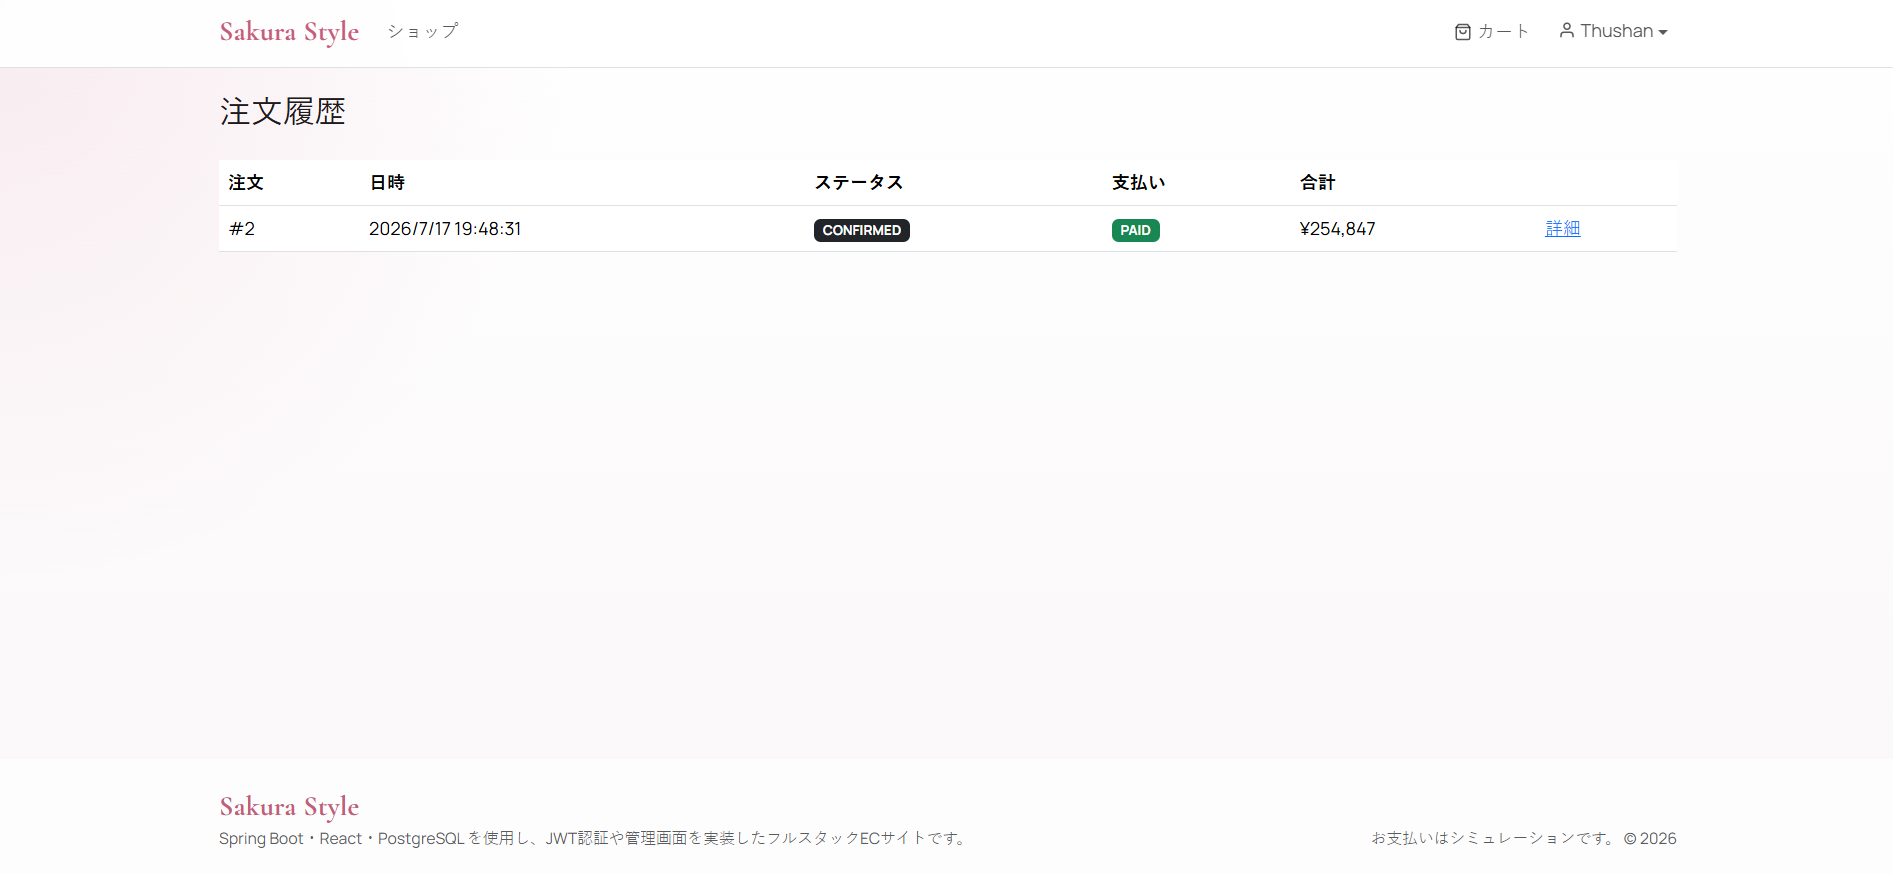 Sakura Style ショップ カート Thushan
注文履歴
注文 日時 ステータス 支払い 合計
#2 2026/7/17 19:48:31 CONFIRMED PAID ¥254,847 詳細
Sakura Style
Spring Boot・React・PostgreSQL を使用し、JWT認証や管理画面を実装したフルスタックECサイトです。 お支払いはシミュレーションです。 © 2026